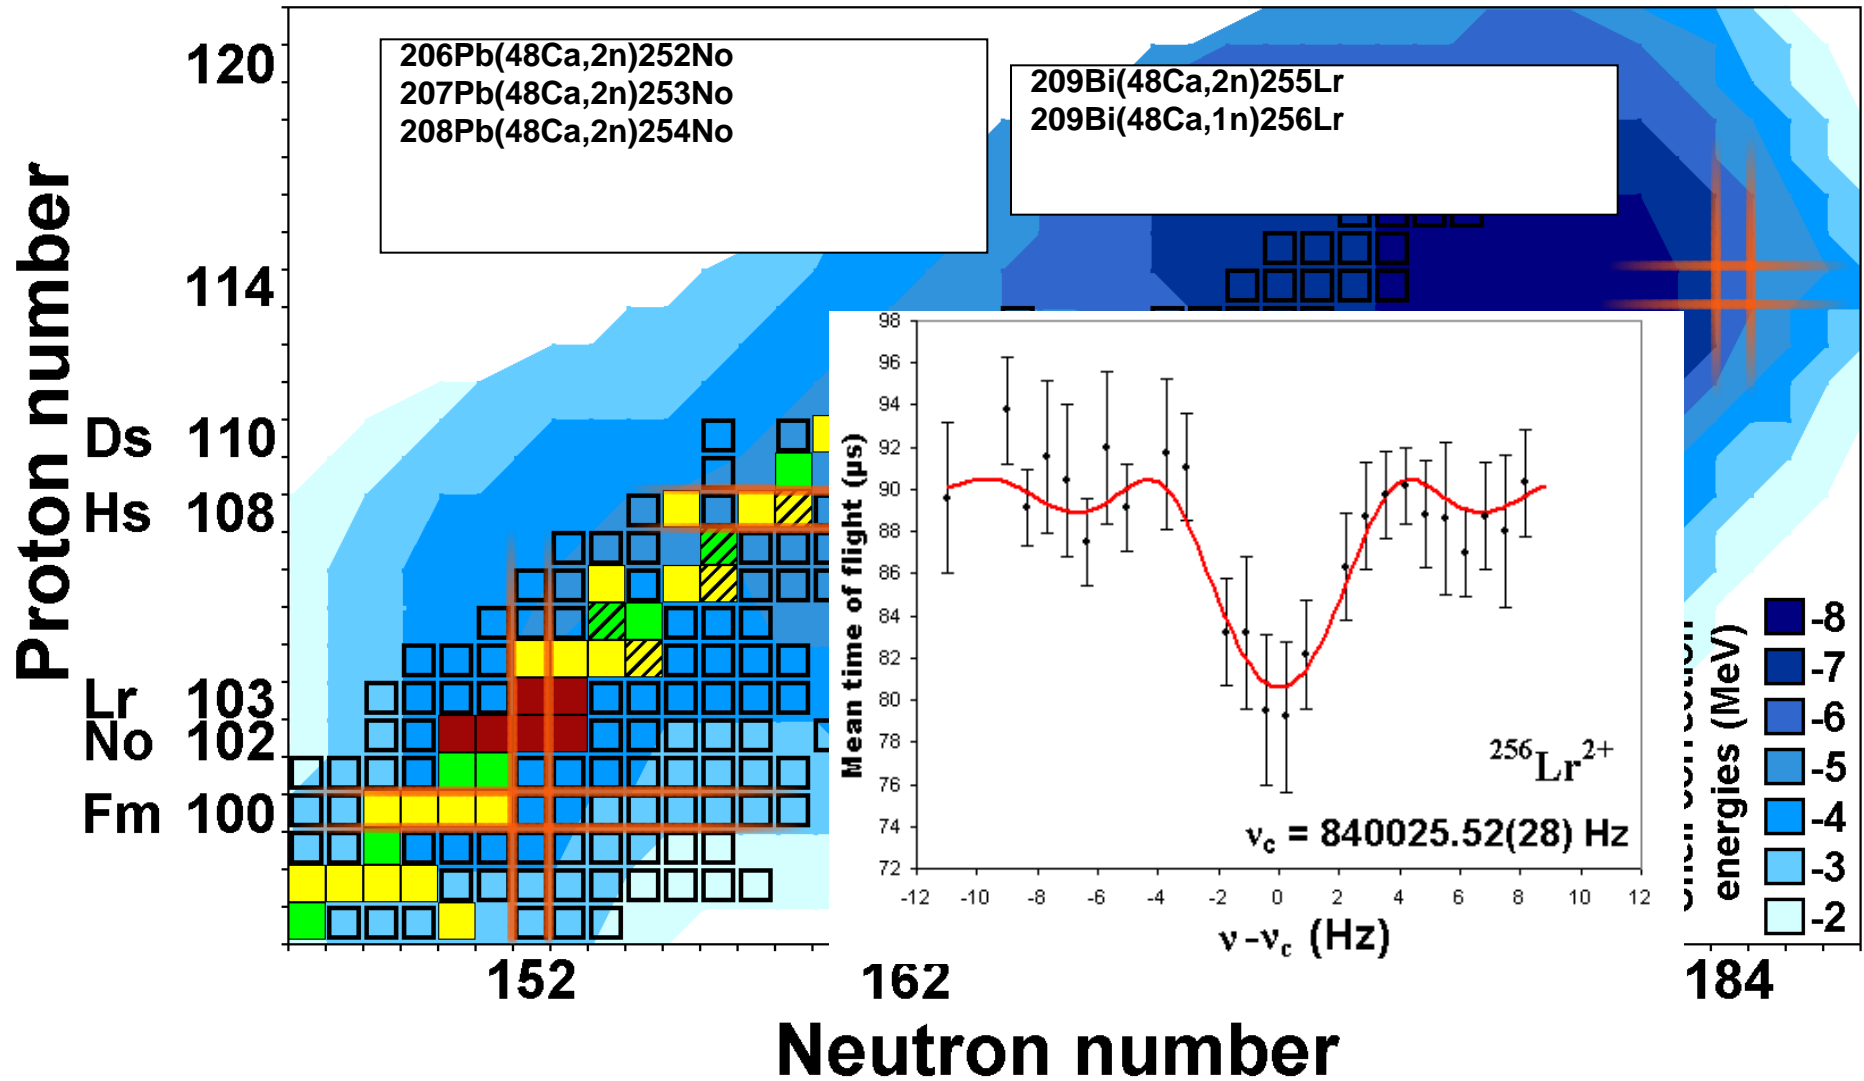 206Pb(48Ca,2n)252No
207Pb(48Ca,2n)253No
208Pb(48Ca,2n)254No
209Bi(48Ca,2n)255Lr
209Bi(48Ca,1n)256Lr
Proton number
120
114
Ds 110
Hs 108
Lr 103
No 102
Fm 100
152
162
184
Neutron number
98
96
94
92
90
88
86
84
82
80
78
76
74
72
Mean time of flight (µs)
-12 -10 -8 -6 -4 -2 0 2 4 6 8 10 12
ν -νc (Hz)
256Lr2+
νc = 840025.52(28) Hz
energies (MeV)
-8
-7
-6
-5
-4
-3
-2